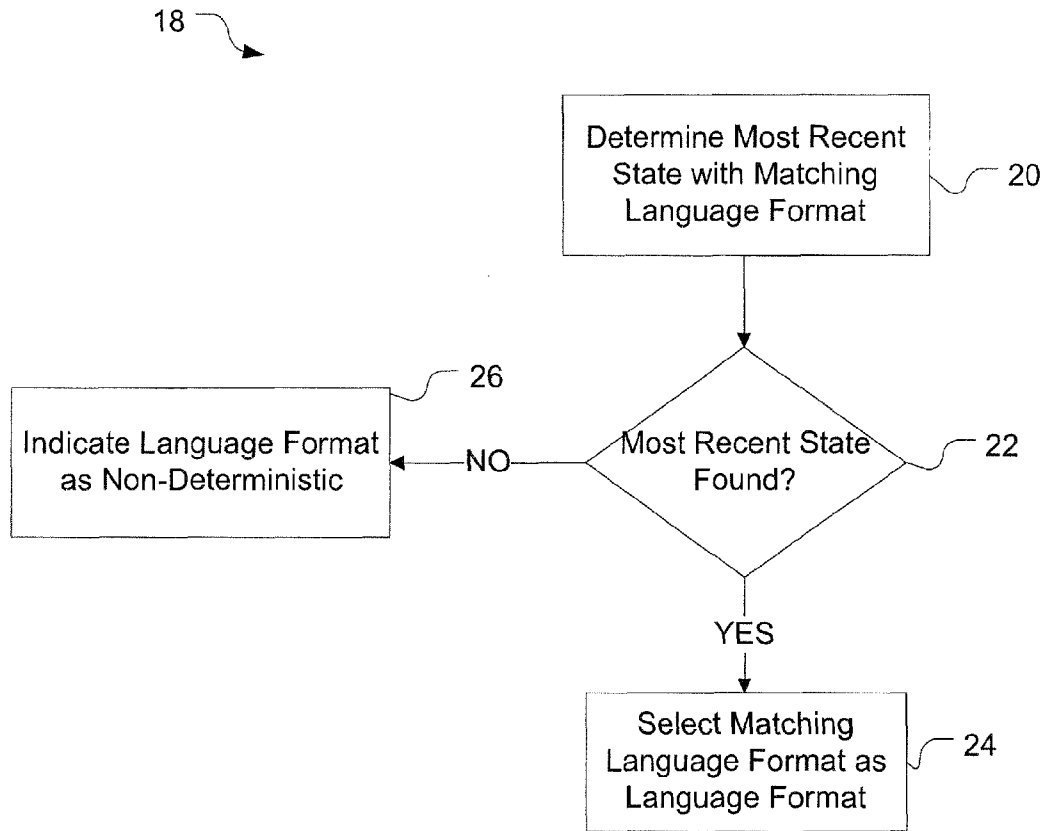 18
Determine Most Recent
State with Matching
Language Format
20
26
Indicate Language Format
as Non-Deterministic
NO
Most Recent State
Found?
22
YES
Select Matching
Language Format as
Language Format
24